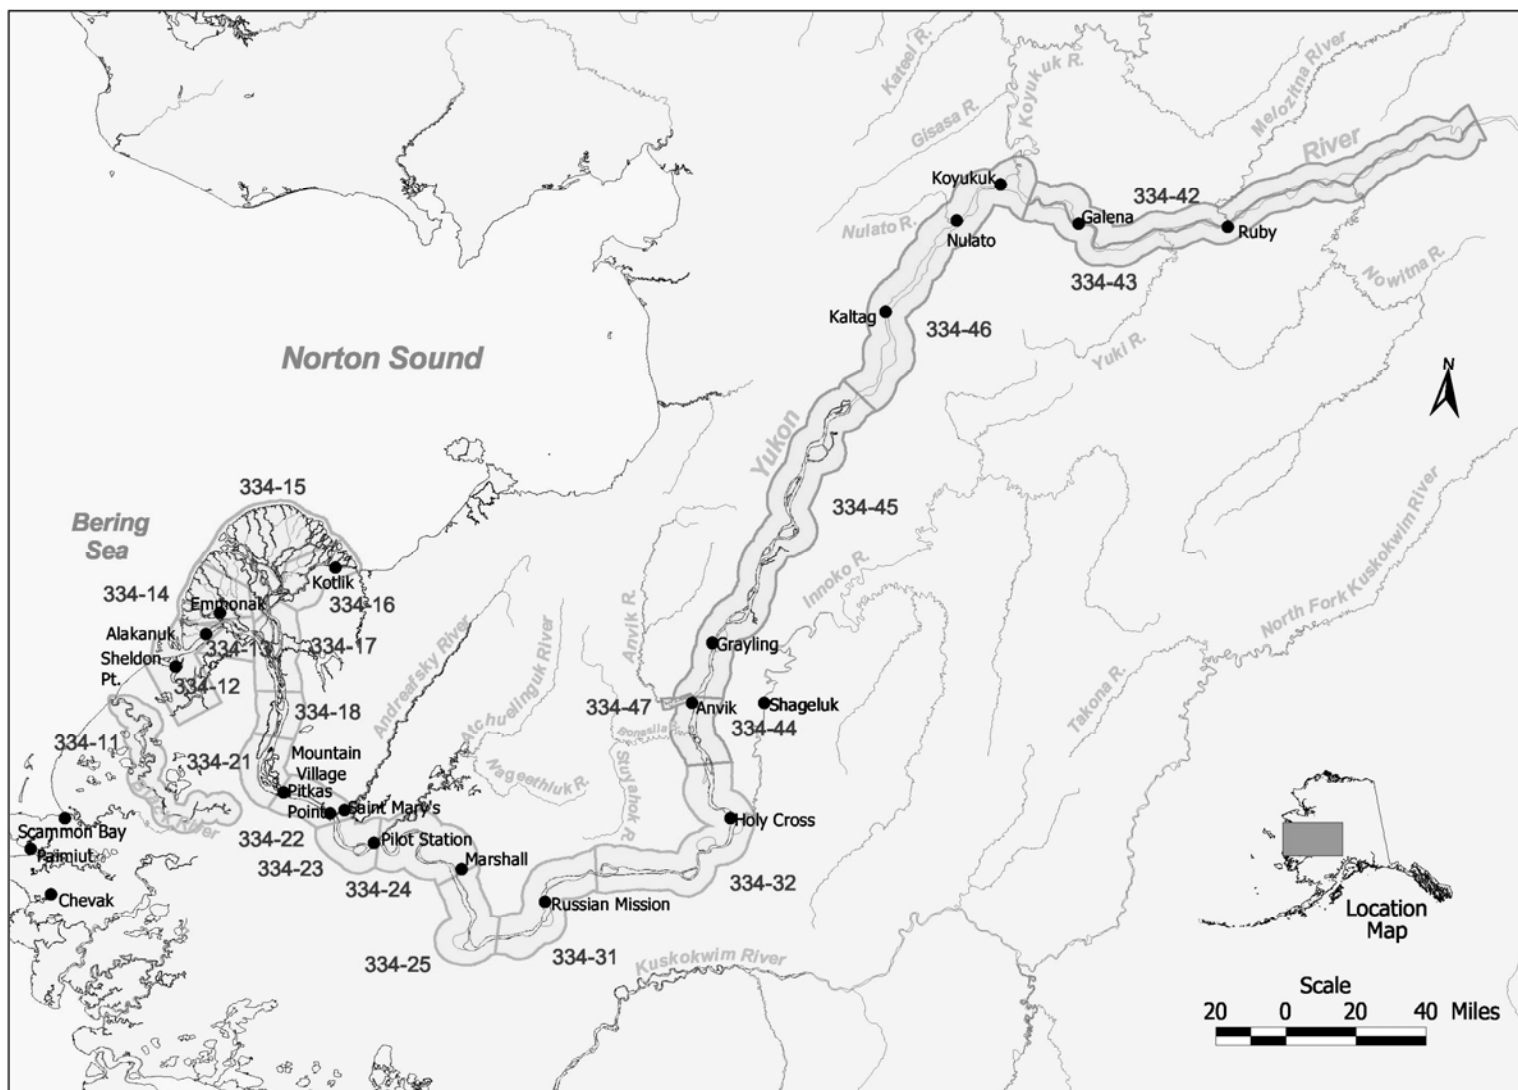 Kateel R.
Koyukuk R.
Melozitna River
Gisasa R.
River
Koyukuk
334-42
Nulato R.
Galena
Nulato
Ruby
334-43
Nowitna R.
Kaltag
334-46
Yuki R.
Norton Sound
N
Yukon
334-15
334-45
Bering
Sea
North Fork Kuskokwim River
Kotlik
Innoko R.
334-14
Emmonak
334-16
Anvik R.
Alakanuk
334-13
334-17
Grayling
Sheldon
Pt.
334-12
Andreafsky River
Atchuelinguk River
Takona R.
334-18
334-47
Anvik
Shageluk
334-44
Bonasila R.
334-11
334-21
Mountain
Village
Nageethluk R.
Stuyahok R.
Black River
Pitkas
Point
Saint Mary's
Scammon Bay
334-22
Pilot Station
Holy Cross
Paimiut
334-23
Marshall
334-24
334-32
Chevak
Russian Mission
Location
Map
334-25
334-31
Kuskokwim River
Scale
20 0 20 40 Miles